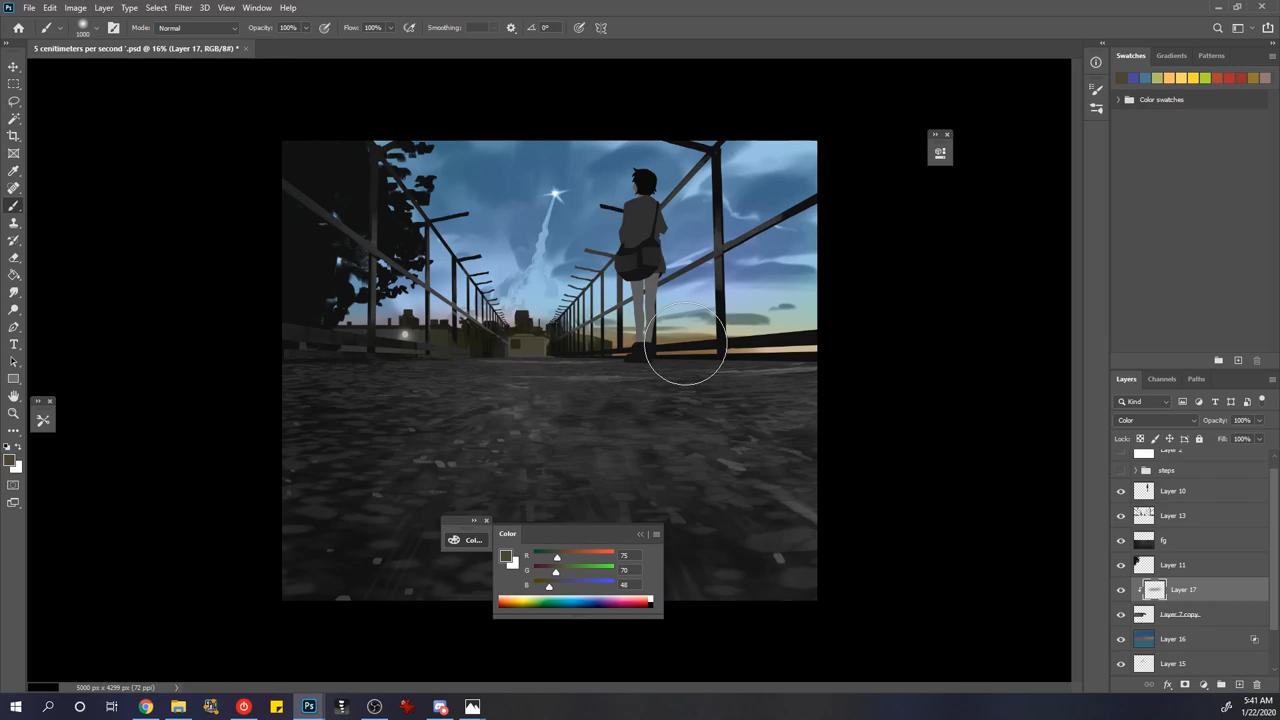 File Edit Image Layer Type Select Filter 3D View Window Help
1000 Mode: Normal Opacity: 100% Flow: 100% Smoothing: 0°
5 cenitimeters per second '.psd @ 16% (Layer 17, RGB/8#) *
Swatches Gradients Patterns
Color swatches
Layers Channels Paths
Kind
Color Opacity: 100%
Lock: Fill: 100%
Layer 2
steps
Layer 10
Layer 13
fg
Layer 11
Layer 17
Layer 7 copy
Layer 16
Layer 15
Col...
Color
R 75
G 70
B 48
5000 px x 4299 px (72 ppi)
5:41 AM
1/22/2020